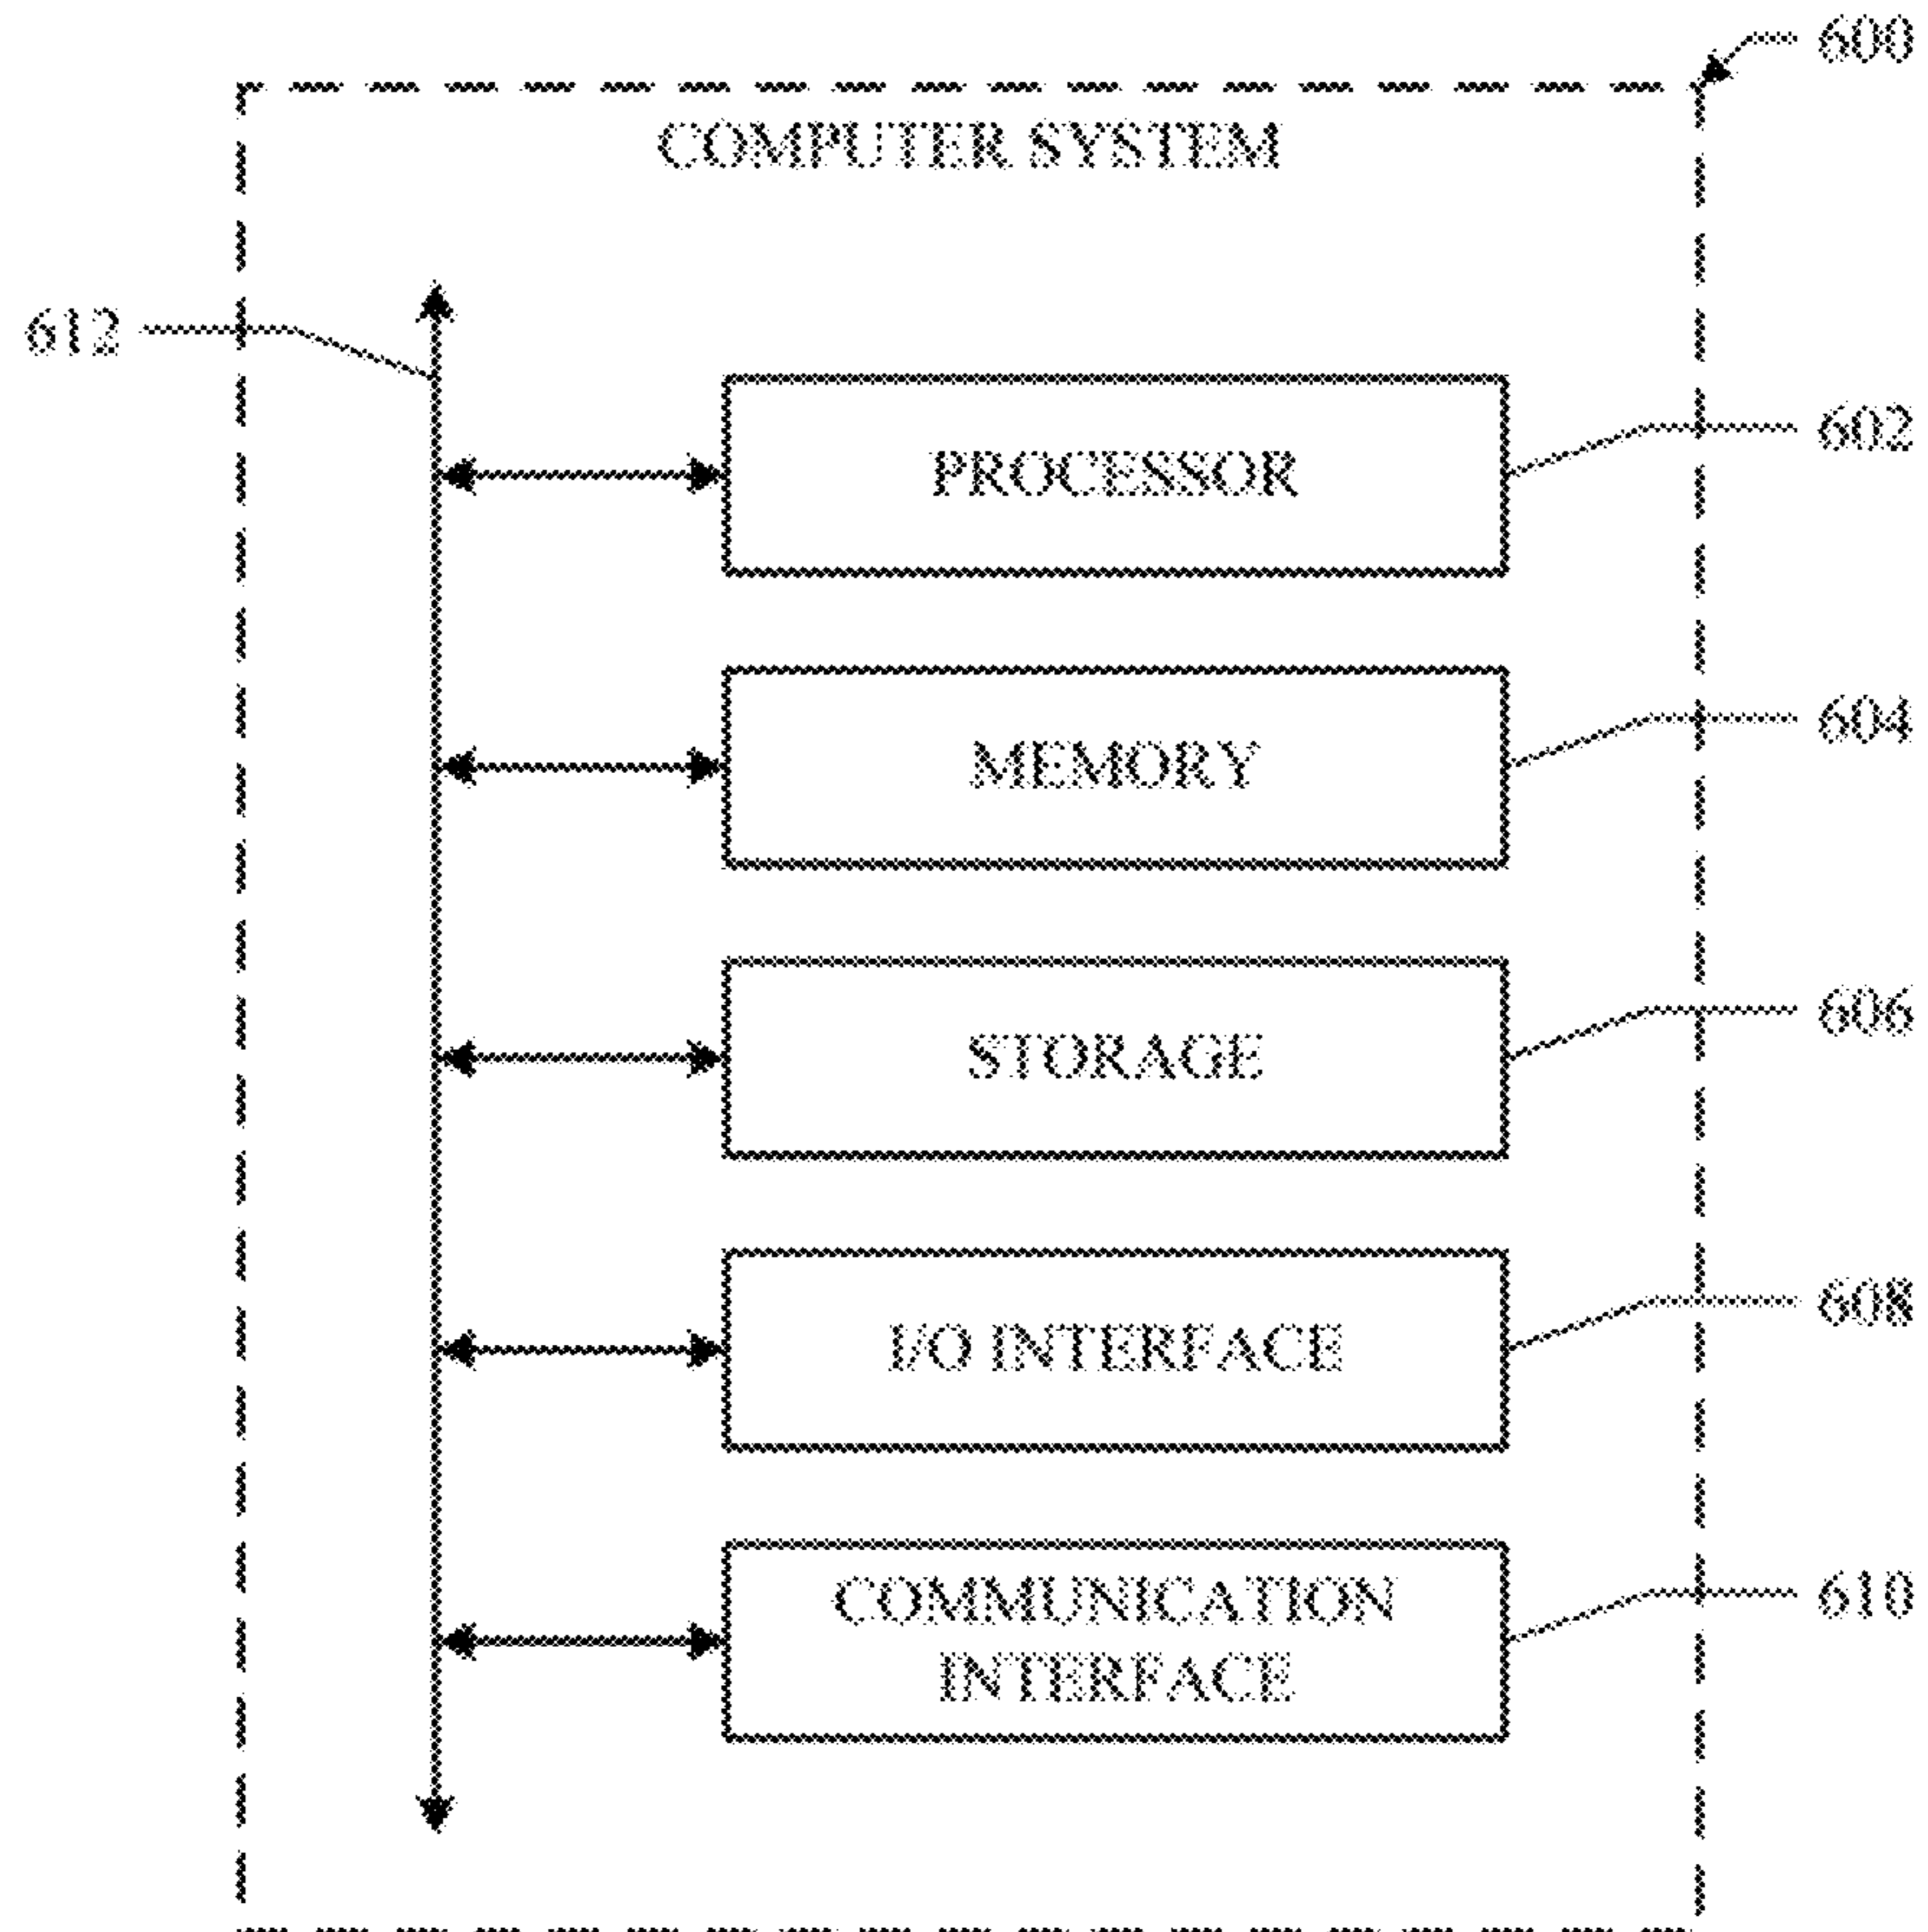 600
COMPUTER SYSTEM
612
602
PROCESSOR
604
MEMORY
606
STORAGE
608
I/O INTERFACE
610
COMMUNICATION
INTERFACE